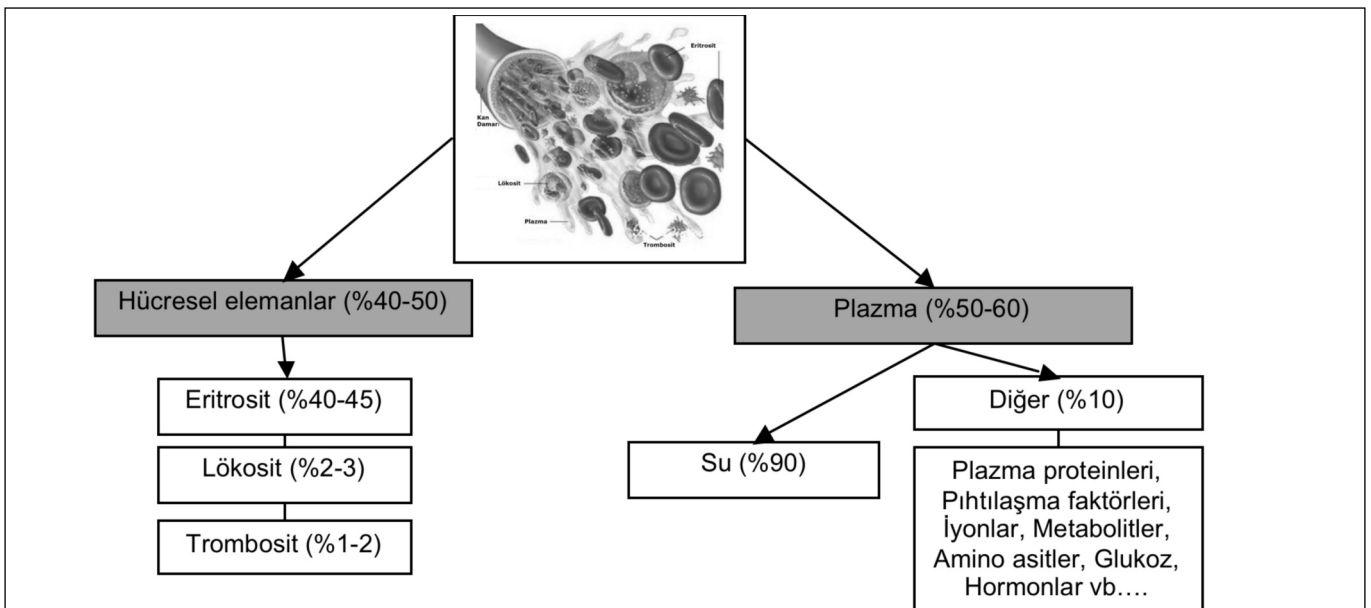 Eritrosit
Kan
Damarı
Lökosit
Plazma
Trombosit
Hücresel elemanlar (%40-50)
Plazma (%50-60)
Eritrosit (%40-45)
Diğer (%10)
Lökosit (%2-3)
Su (%90)
Trombosit (%1-2)
Plazma proteinleri,
Pıhtılaşma faktörleri,
İyonlar, Metabolitler,
Amino asitler, Glukoz,
Hormonlar vb….